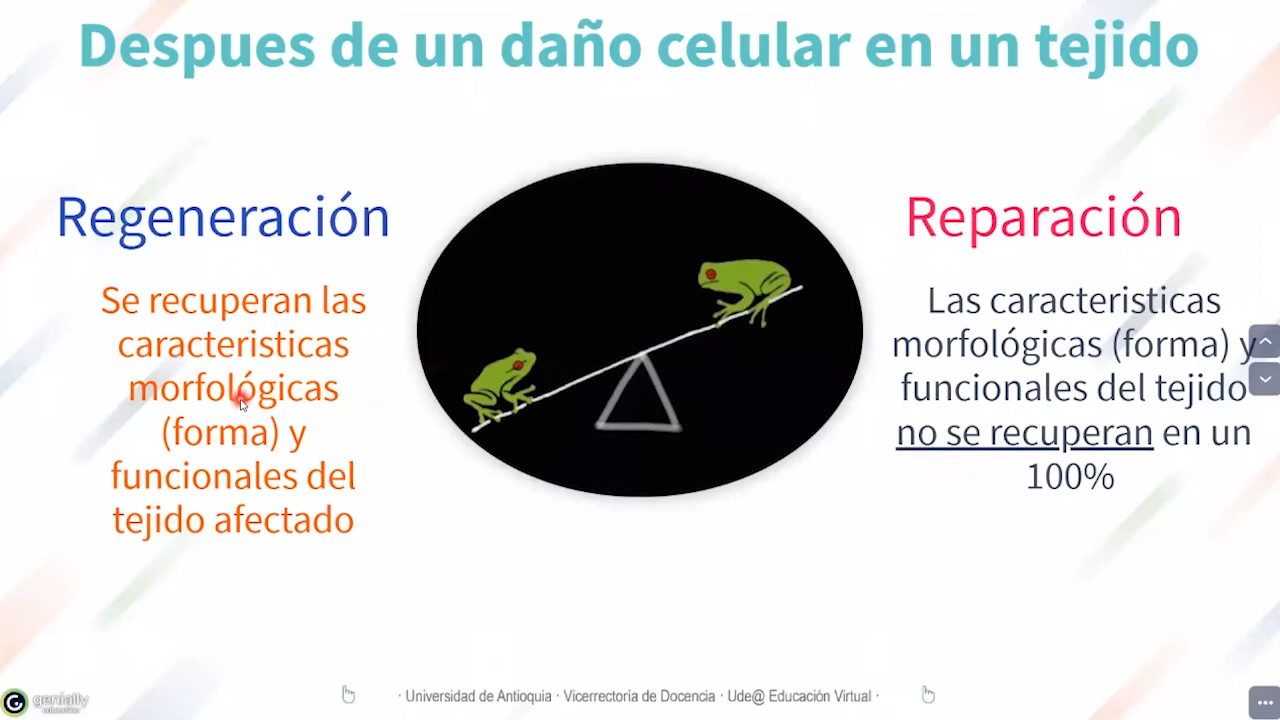 Despues de un daño celular en un tejido
Regeneración
Se recuperan las
caracteristicas
morfológicas
(forma) y
funcionales del
tejido afectado
Reparación
Las caracteristicas
morfológicas (forma) y
funcionales del tejido
no se recuperan en un
100%
genially
· Universidad de Antioquia · Vicerrectoría de Docencia · Ude@ Educación Virtual ·